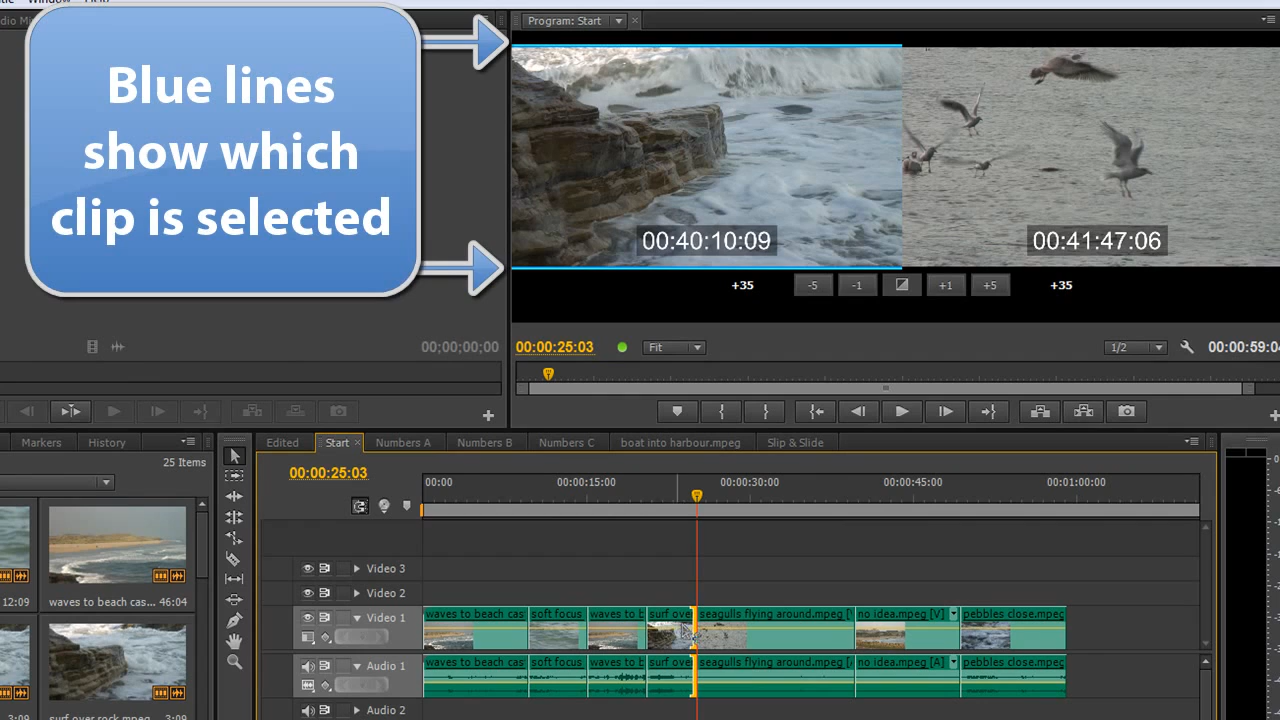 Window Help
Blue lines
show which
clip is selected
Program: Start
00:40:10:09
00:41:47:06
+35
-5
-1
+1
+5
+35
00;00;00;00
00:00:25:03
Fit
1/2
Markers
History
25 Items
12:09
waves to beach cas... 46:04
surf over rock.mpeg
3:09
3:09
Edited
Start
Numbers A
Numbers B
Numbers C
boat into harbour.mpeg
Slip & Slide
00:00:25:03
00:00
00:00:15:00
00:00:30:00
00:00:45:00
00:01:00:00
Video 3
Video 2
Video 1
waves to beach cas
soft focus
waves to b
surf over
seagulls flying around.mpeg [V
no idea.mpeg [V]
pebbles close.mpeg
Audio 1
waves to beach cas
soft focus
waves to b
surf over
seagulls flying around.mpeg [A
no idea.mpeg [A]
pebbles close.mpeg
Audio 2